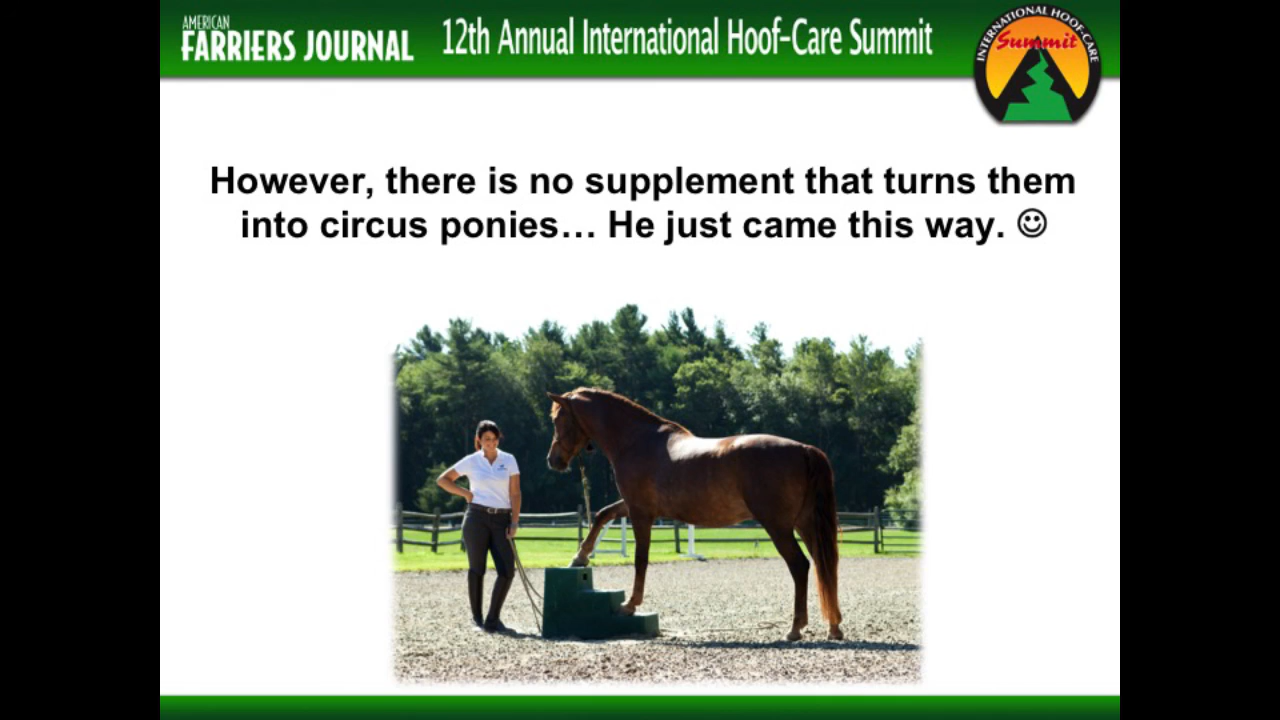 AMERICAN
FARRIERS JOURNAL
12th Annual International Hoof-Care Summit
INTERNATIONAL HOOF-CARE
Summit
However, there is no supplement that turns them
into circus ponies… He just came this way. ☺